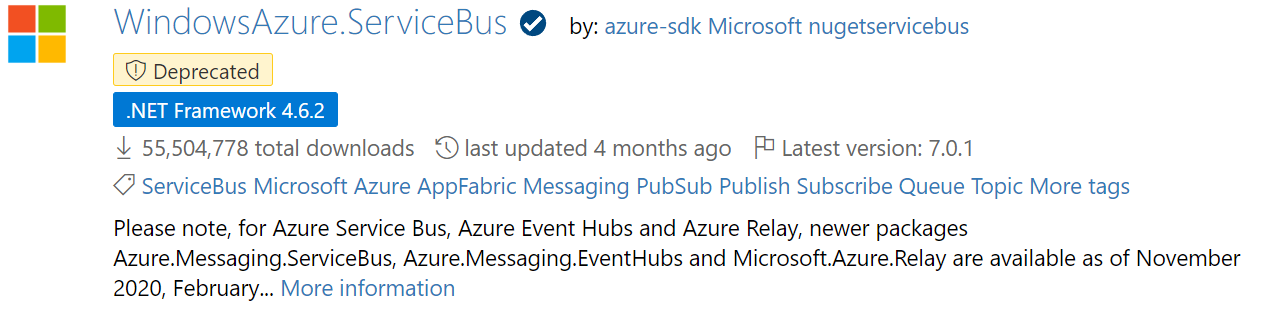 WindowsAzure.ServiceBus by: azure-sdk Microsoft nugetservicebus
Deprecated
.NET Framework 4.6.2
55,504,778 total downloads last updated 4 months ago Latest version: 7.0.1
ServiceBus Microsoft Azure AppFabric Messaging PubSub Publish Subscribe Queue Topic More tags
Please note, for Azure Service Bus, Azure Event Hubs and Azure Relay, newer packages
Azure.Messaging.ServiceBus, Azure.Messaging.EventHubs and Microsoft.Azure.Relay are available as of November
2020, February... More information